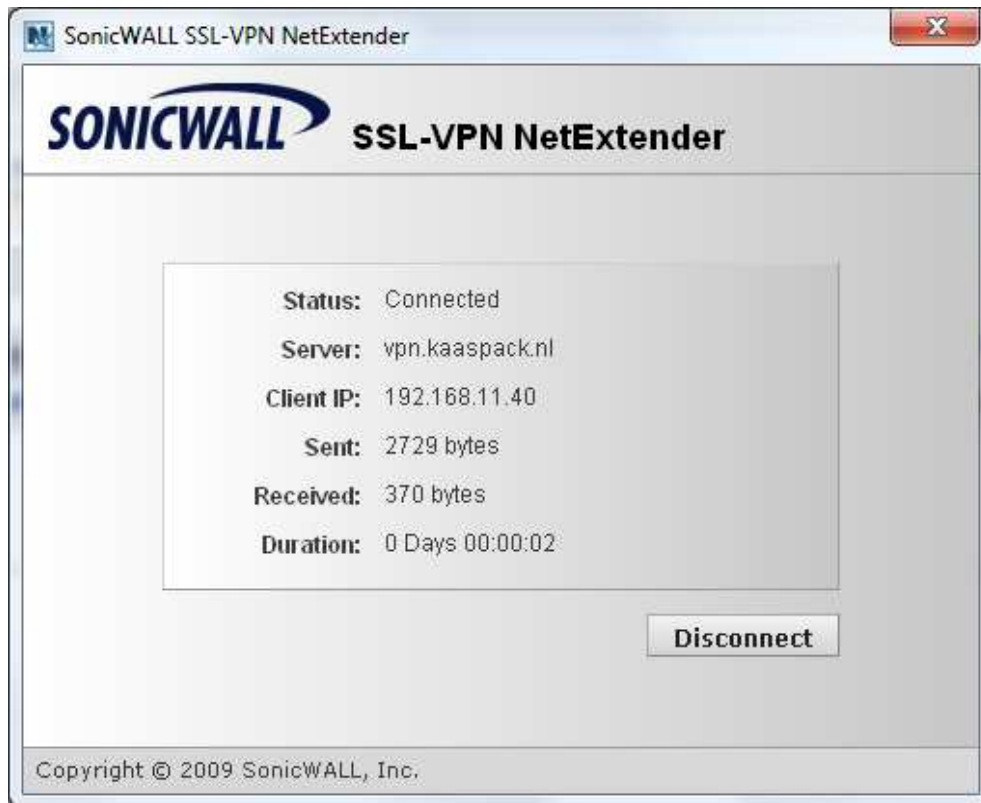 SonicWALL SSL-VPN NetExtender
SONICWALL SSL-VPN NetExtender
Status: Connected
Server: vpn.kaaspack.nl
Client IP: 192.168.11.40
Sent: 2729 bytes
Received: 370 bytes
Duration: 0 Days 00:00:02
Disconnect
Copyright © 2009 SonicWALL, Inc.